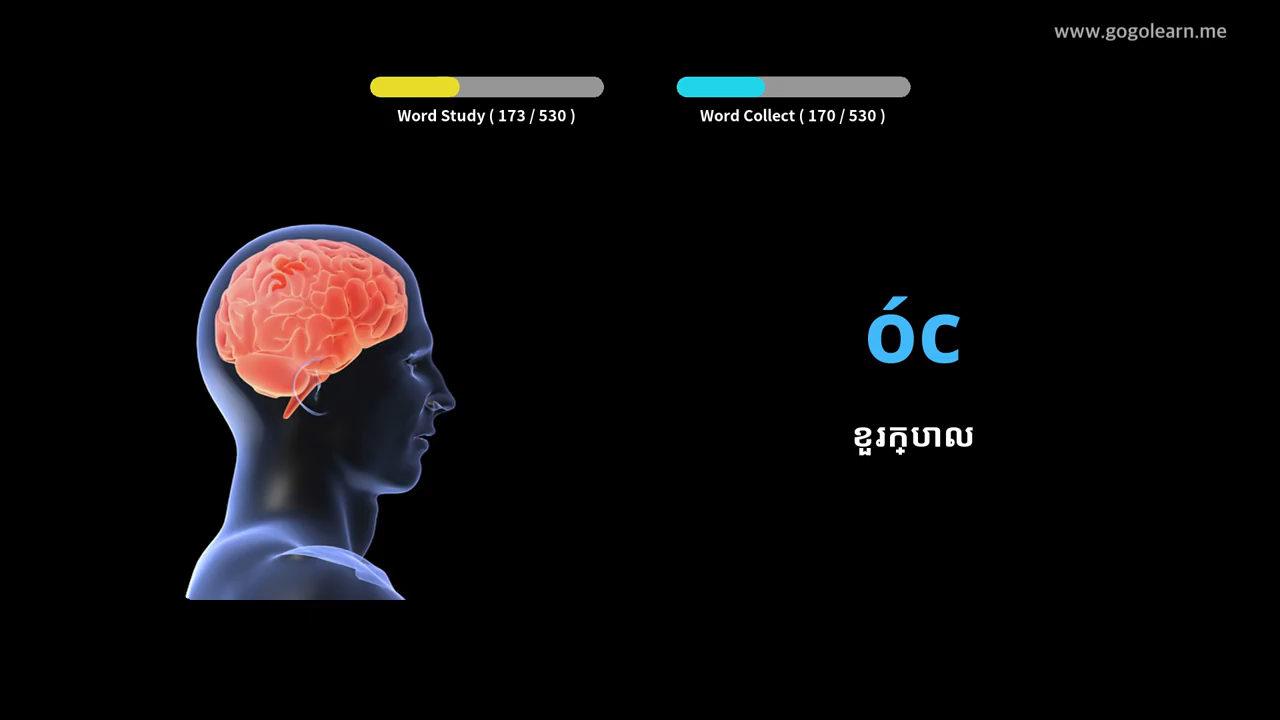 www.gogolearn.me
Word Study ( 173 / 530 )
Word Collect ( 170 / 530 )
óc
ខួរក្បាល